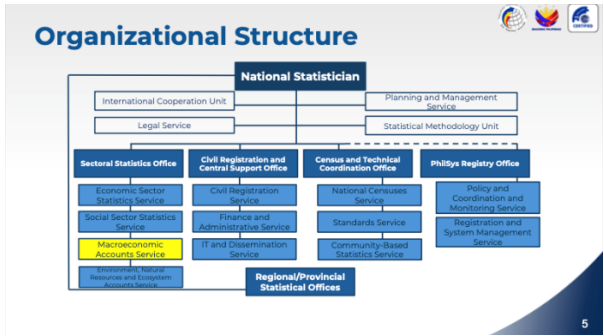 Organizational Structure
National Statistician
International Cooperation Unit
Planning and Management
Service
Legal Service
Statistical Methodology Unit
Sectoral Statistics Office
Civil Registration and
Central Support Office
Census and Technical
Coordination Office
PhilSys Registry Office
Economic Sector
Statistics Service
Social Sector Statistics
Service
Macroeconomic
Accounts Service
Environment, Natural
Resources and Ecosystem
Accounts Service
Civil Registration
Service
Finance and
Administrative Service
IT and Dissemination
Service
National Censuses
Service
Standards Service
Community-Based
Statistics Service
Policy and
Coordination and
Monitoring Service
Registration and
System Management
Service
Regional/Provincial
Statistical Offices
5